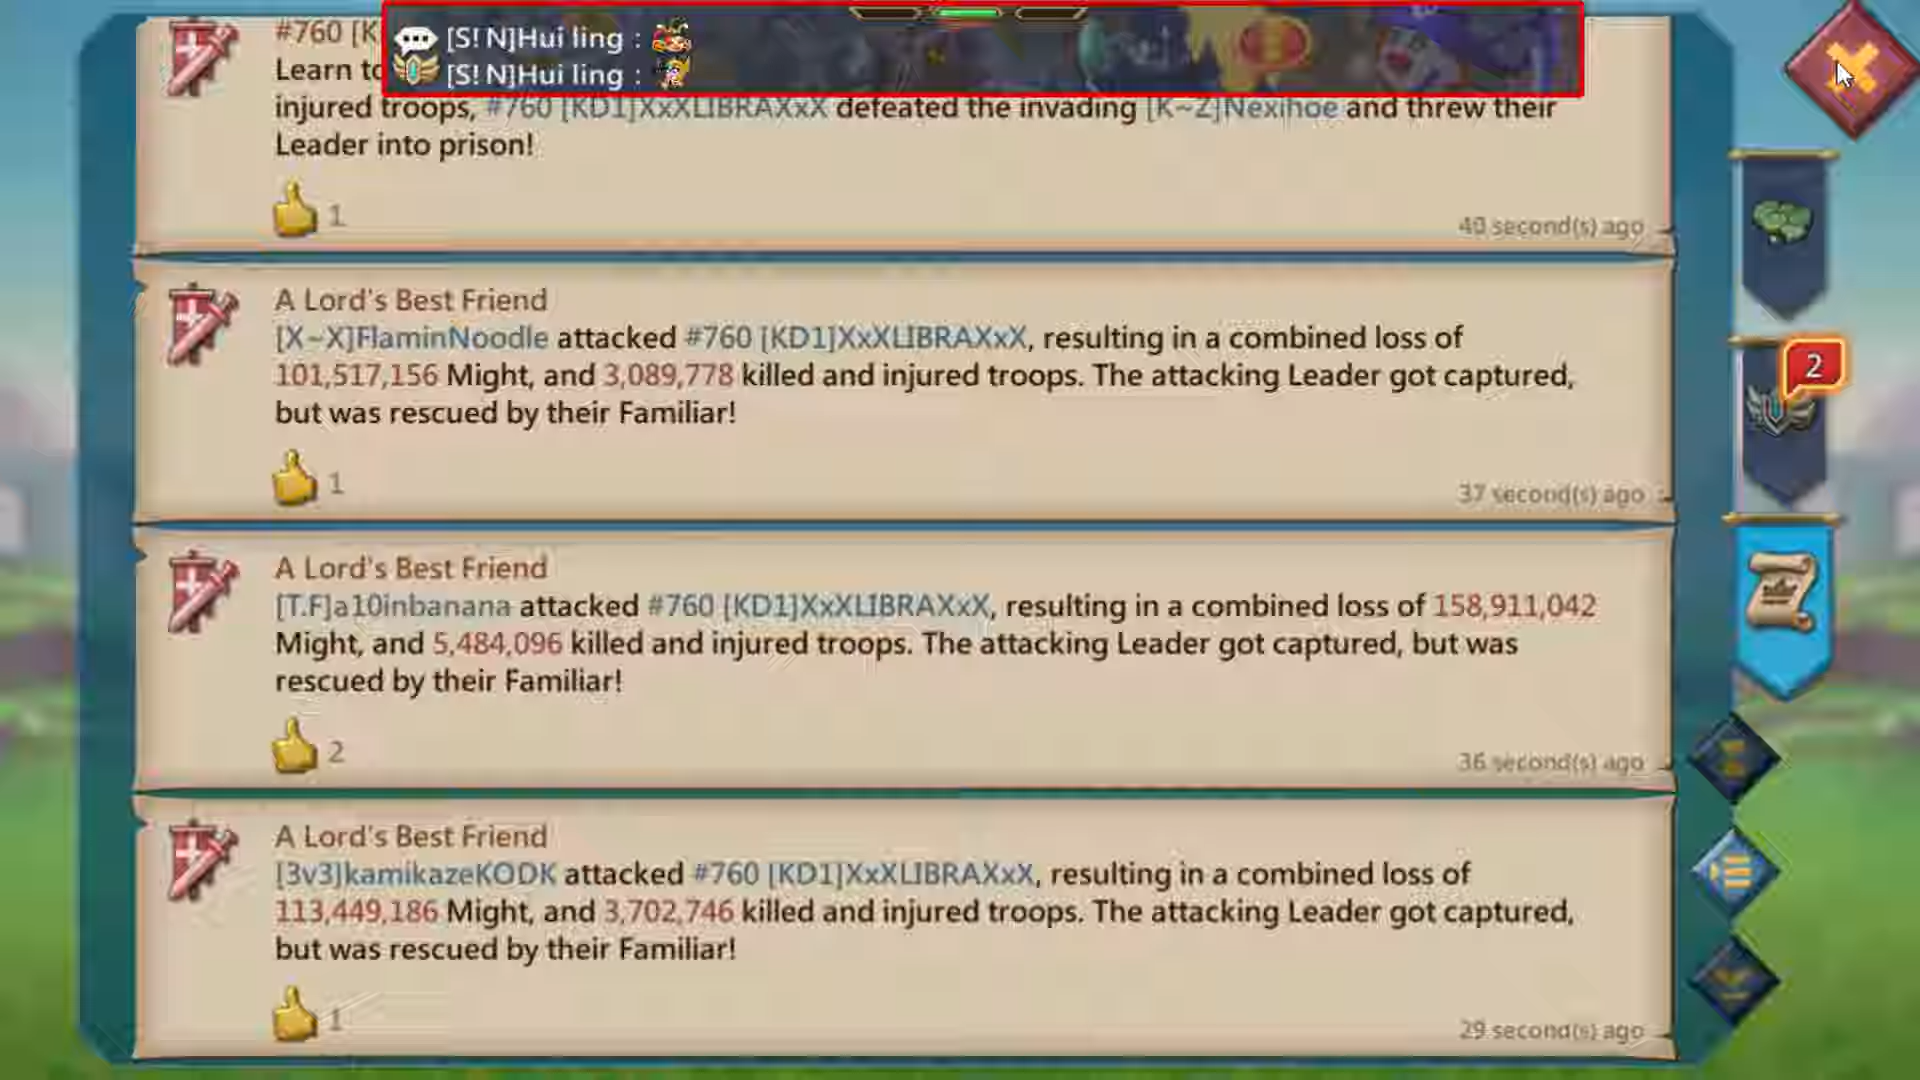 #760 [K
[S! N]Hui ling :
Learn to
[S! N]Hui ling :
injured troops, #760 [KD1]XxXLIBRAXxX defeated the invading [K~Z]Nexihoe and threw their
Leader into prison!
1
40 second(s) ago
A Lord's Best Friend
[X~X]FlaminNoodle attacked #760 [KD1]XxXLIBRAXxX, resulting in a combined loss of
101,517,156 Might, and 3,089,778 killed and injured troops. The attacking Leader got captured,
but was rescued by their Familiar!
1
37 second(s) ago
2
A Lord's Best Friend
[T.F]a10inbanana attacked #760 [KD1]XxXLIBRAXxX, resulting in a combined loss of 158,911,042
Might, and 5,484,096 killed and injured troops. The attacking Leader got captured, but was
rescued by their Familiar!
2
36 second(s) ago
A Lord's Best Friend
[3v3]kamikazeKODK attacked #760 [KD1]XxXLIBRAXxX, resulting in a combined loss of
113,449,186 Might, and 3,702,746 killed and injured troops. The attacking Leader got captured,
but was rescued by their Familiar!
1
29 second(s) ago